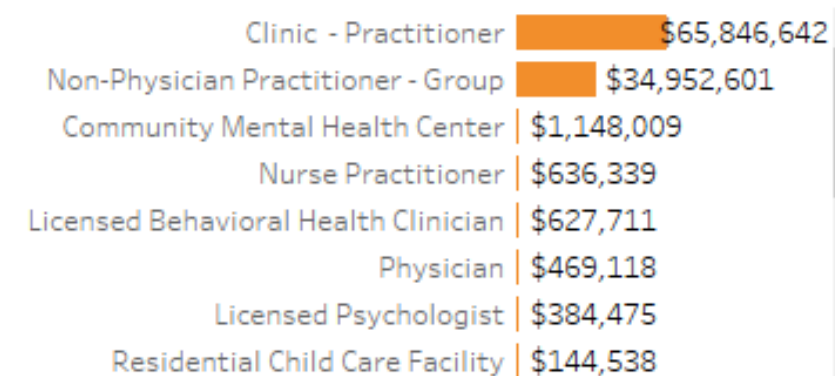 Clinic - Practitioner $65,846,642
Non-Physician Practitioner - Group $34,952,601
Community Mental Health Center $1,148,009
Nurse Practitioner $636,339
Licensed Behavioral Health Clinician $627,711
Physician $469,118
Licensed Psychologist $384,475
Residential Child Care Facility $144,538